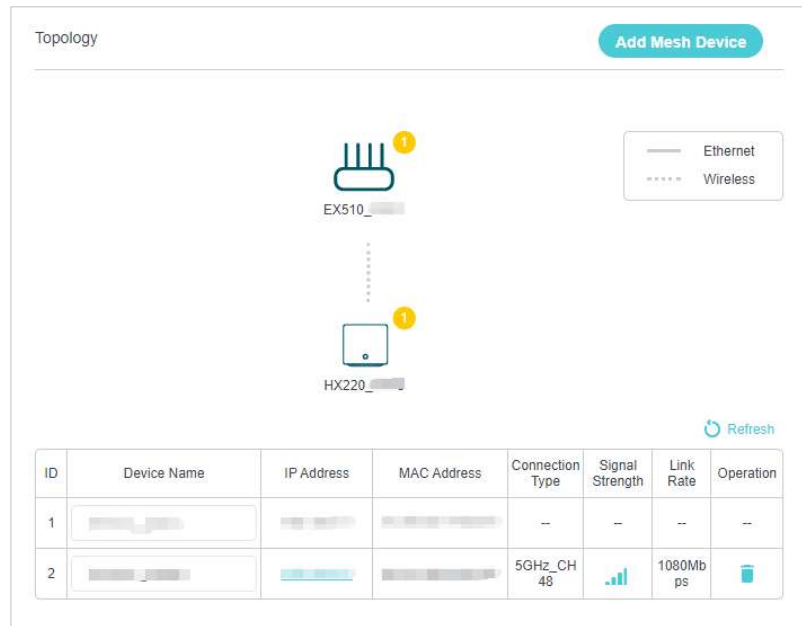 Topology
Add Mesh Device
1
Ethernet
Wireless
EX510_
1
HX220_
Refresh
ID Device Name IP Address MAC Address Connection Type Signal Strength Link Rate Operation
1 -- -- -- --
2 5GHz_CH 48 1080Mb ps